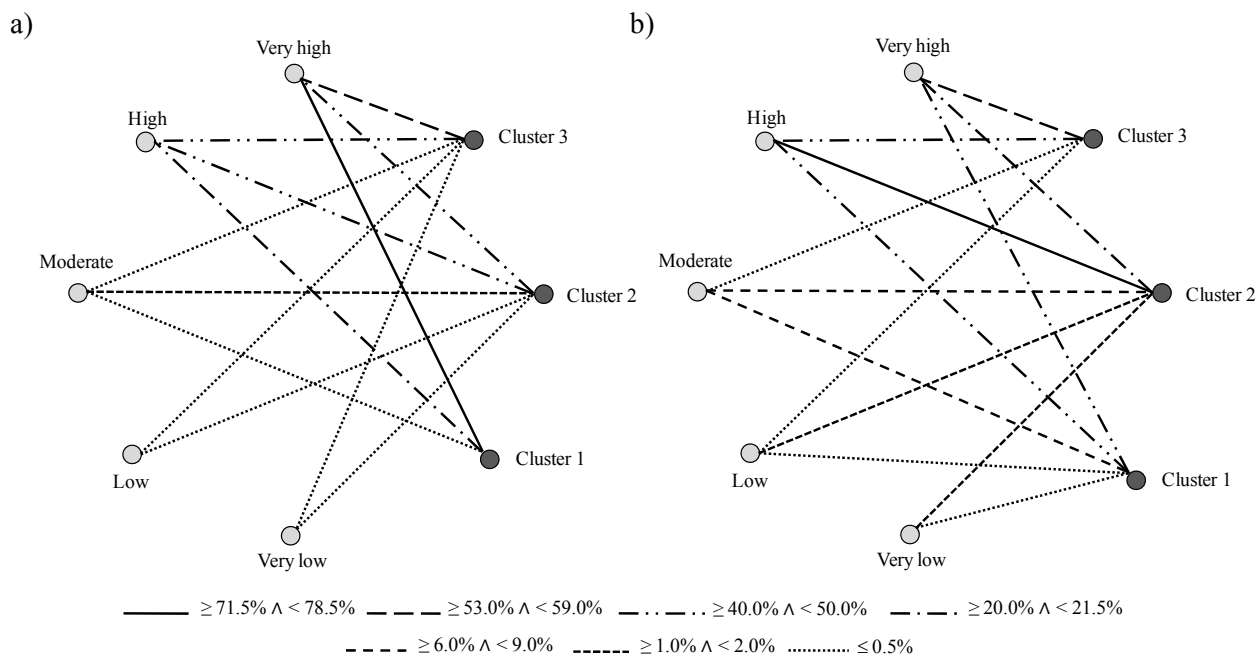 a)
Very high
High
Cluster 3
Moderate
Cluster 2
Cluster 1
Low
Very low
b)
Very high
High
Cluster 3
Moderate
Cluster 2
Low
Cluster 1
Very low
≥ 71.5% ∧ < 78.5% ≥ 53.0% ∧ < 59.0% ≥ 40.0% ∧ < 50.0% ≥ 20.0% ∧ < 21.5%
≥ 6.0% ∧ < 9.0% ≥ 1.0% ∧ < 2.0% ≤ 0.5%